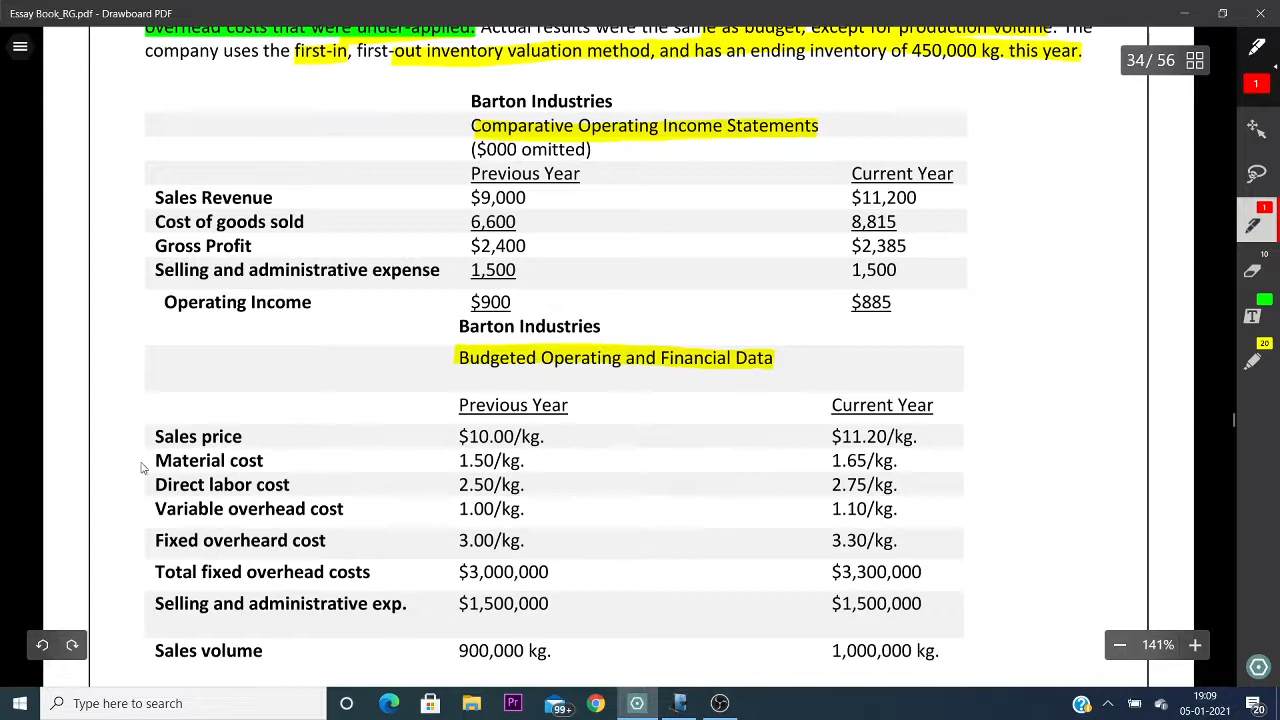 Essay Book_RG.pdf - Drawboard PDF
overhead costs that were under-applied. Actual results were the same as budget, except for production volume. The
company uses the first-in, first-out inventory valuation method, and has an ending inventory of 450,000 kg. this year.
34/ 56
Barton Industries
Comparative Operating Income Statements
($000 omitted)
Previous Year Current Year
Sales Revenue $9,000 $11,200
Cost of goods sold 6,600 8,815
Gross Profit $2,400 $2,385
Selling and administrative expense 1,500 1,500
Operating Income $900 $885
Barton Industries
Budgeted Operating and Financial Data
Previous Year Current Year
Sales price $10.00/kg. $11.20/kg.
Material cost 1.50/kg. 1.65/kg.
Direct labor cost 2.50/kg. 2.75/kg.
Variable overhead cost 1.00/kg. 1.10/kg.
Fixed overheard cost 3.00/kg. 3.30/kg.
Total fixed overhead costs $3,000,000 $3,300,000
Selling and administrative exp. $1,500,000 $1,500,000
Sales volume 900,000 kg. 1,000,000 kg.
141%
1
1
10
T
20
Type here to search
Pr
99+
ENG
19:09
05-01-2021
20